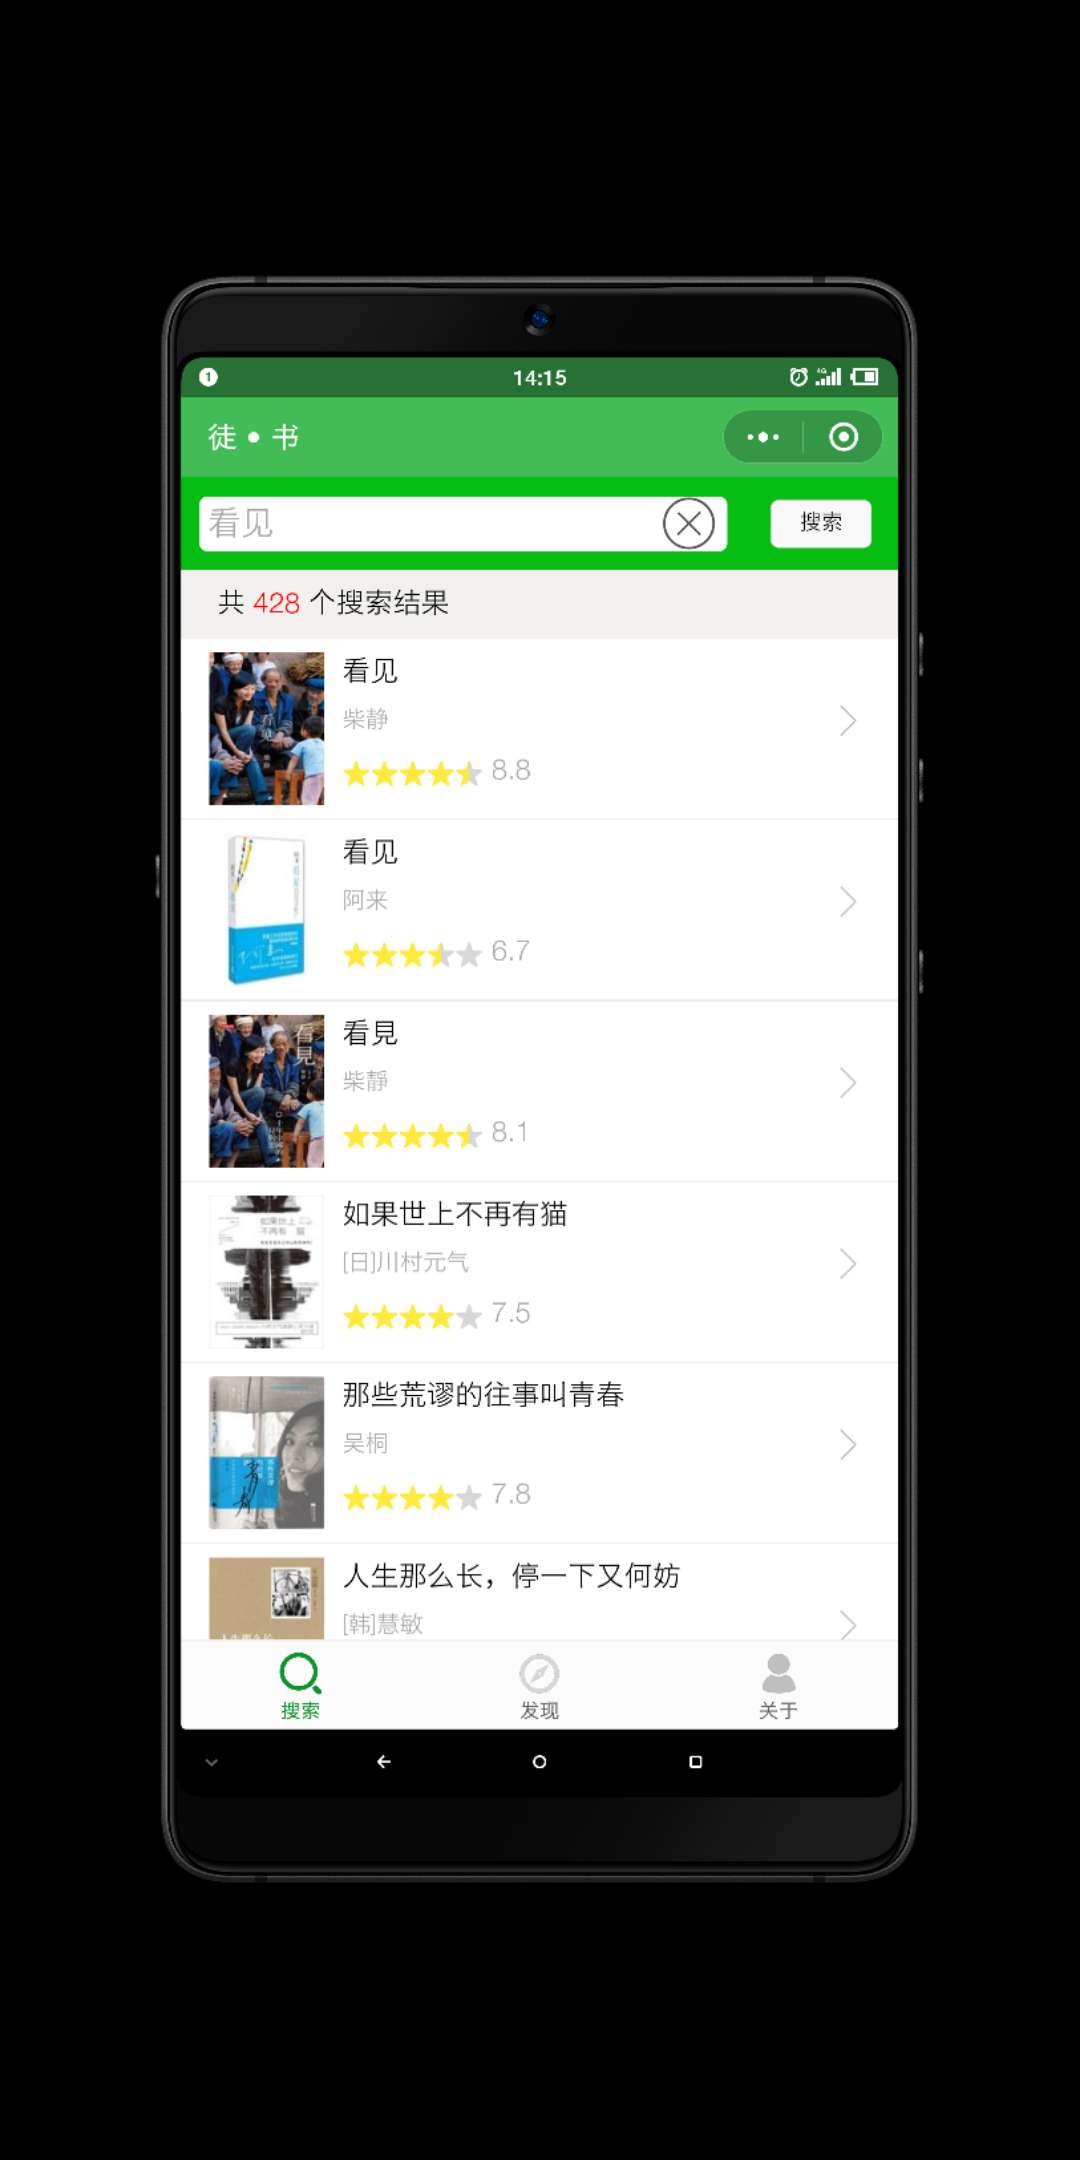 1
14:15
4G
徒•书
看见
搜索
共 428 个搜索结果
看见
柴静
8.8
看见
阿来
6.7
看見
柴靜
8.1
如果世上不再有猫
[日]川村元气
7.5
那些荒谬的往事叫青春
吴桐
7.8
人生那么长，停一下又何妨
[韩]慧敏
搜索
发现
关于